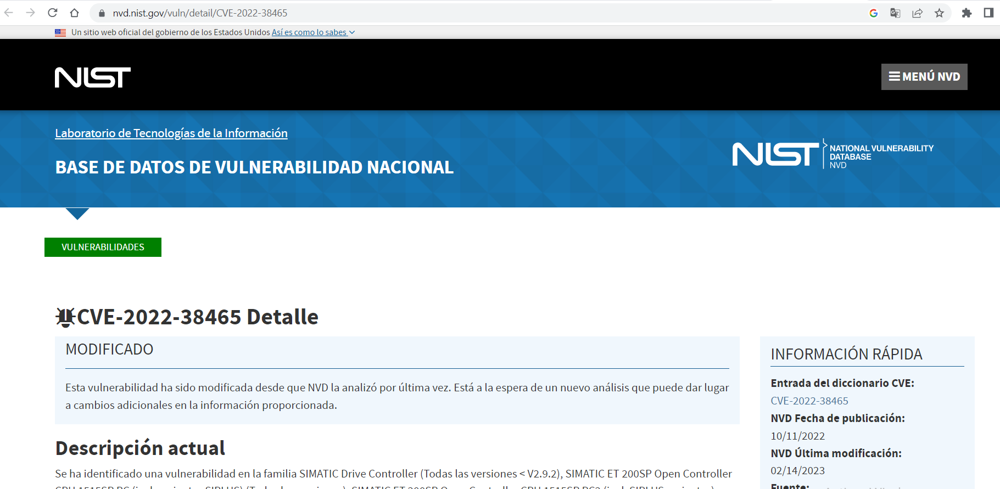 nvd.nist.gov/vuln/detail/CVE-2022-38465
Un sitio web oficial del gobierno de los Estados Unidos Así es como lo sabes
NIST
MENÚ NVD
Laboratorio de Tecnologías de la Información
BASE DE DATOS DE VULNERABILIDAD NACIONAL
NIST
NATIONAL VULNERABILITY
DATABASE
NVD
VULNERABILIDADES
CVE-2022-38465 Detalle
MODIFICADO
Esta vulnerabilidad ha sido modificada desde que NVD la analizó por última vez. Está a la espera de un nuevo análisis que puede dar lugar
a cambios adicionales en la información proporcionada.
Descripción actual
Se ha identificado una vulnerabilidad en la familia SIMATIC Drive Controller (Todas las versiones < V2.9.2), SIMATIC ET 200SP Open Controller
INFORMACIÓN RÁPIDA
Entrada del diccionario CVE:
CVE-2022-38465
NVD Fecha de publicación:
10/11/2022
NVD Última modificación:
02/14/2023
Fuente: